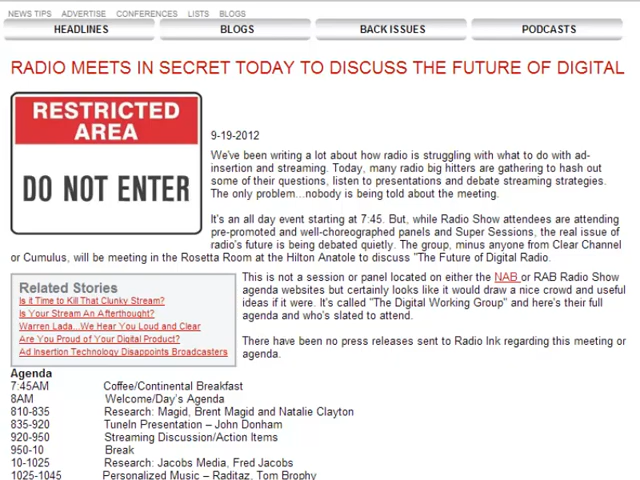 NEWS TIPS ADVERTISE CONFERENCES LISTS BLOGS
HEADLINES BLOGS BACK ISSUES PODCASTS
RADIO MEETS IN SECRET TODAY TO DISCUSS THE FUTURE OF DIGITAL
RESTRICTED
AREA
DO NOT ENTER
9-19-2012
We've been writing a lot about how radio is struggling with what to do with ad-
insertion and streaming. Today, many radio big hitters are gathering to hash out
some of their questions, listen to presentations and debate streaming strategies.
The only problem...nobody is being told about the meeting.
It's an all day event starting at 7:45. But, while Radio Show attendees are attending
pre-promoted and well-choreographed panels and Super Sessions, the real issue of
radio's future is being debated quietly. The group, minus anyone from Clear Channel
or Cumulus, will be meeting in the Rosetta Room at the Hilton Anatole to discuss "The Future of Digital Radio.
This is not a session or panel located on either the NAB or RAB Radio Show
agenda websites but certainly looks like it would draw a nice crowd and useful
ideas if it were. It's called "The Digital Working Group" and here's their full
agenda and who's slated to attend.
There have been no press releases sent to Radio Ink regarding this meeting or
agenda.
Related Stories
Is it Time to Kill That Clunky Stream?
Is Your Stream An Afterthought?
Warren Lada...We Hear You Loud and Clear
Are You Proud of Your Digital Product?
Ad Insertion Technology Disappoints Broadcasters
Agenda
7:45AM Coffee/Continental Breakfast
8AM Welcome/Day's Agenda
810-835 Research: Magid, Brent Magid and Natalie Clayton
835-920 TuneIn Presentation – John Donham
920-950 Streaming Discussion/Action Items
950-10 Break
10-1025 Research: Jacobs Media, Fred Jacobs
1025-1045 Personalized Music – Raditaz, Tom Brophy